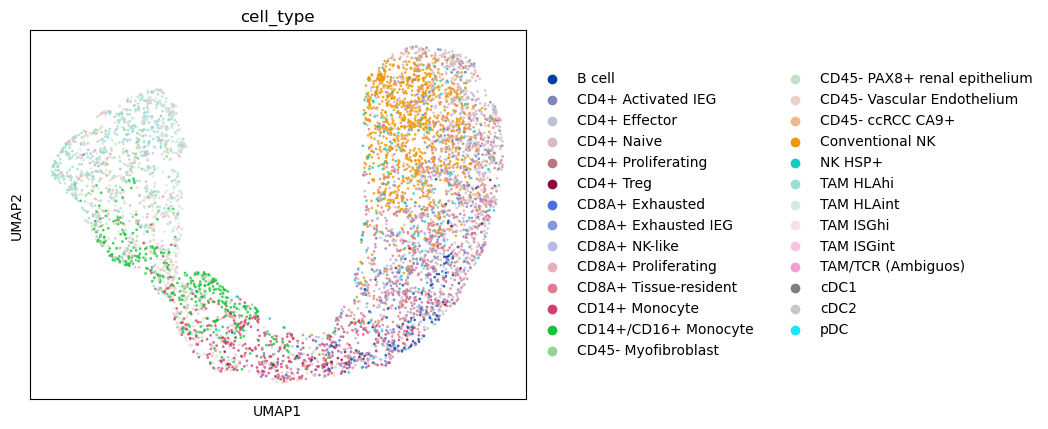 cell_type
UMAP2
UMAP1
B cell
CD4+ Activated IEG
CD4+ Effector
CD4+ Naive
CD4+ Proliferating
CD4+ Treg
CD8A+ Exhausted
CD8A+ Exhausted IEG
CD8A+ NK-like
CD8A+ Proliferating
CD8A+ Tissue-resident
CD14+ Monocyte
CD14+/CD16+ Monocyte
CD45- Myofibroblast
CD45- PAX8+ renal epithelium
CD45- Vascular Endothelium
CD45- ccRCC CA9+
Conventional NK
NK HSP+
TAM HLAhi
TAM HLAint
TAM ISGhi
TAM ISGint
TAM/TCR (Ambiguos)
cDC1
cDC2
pDC